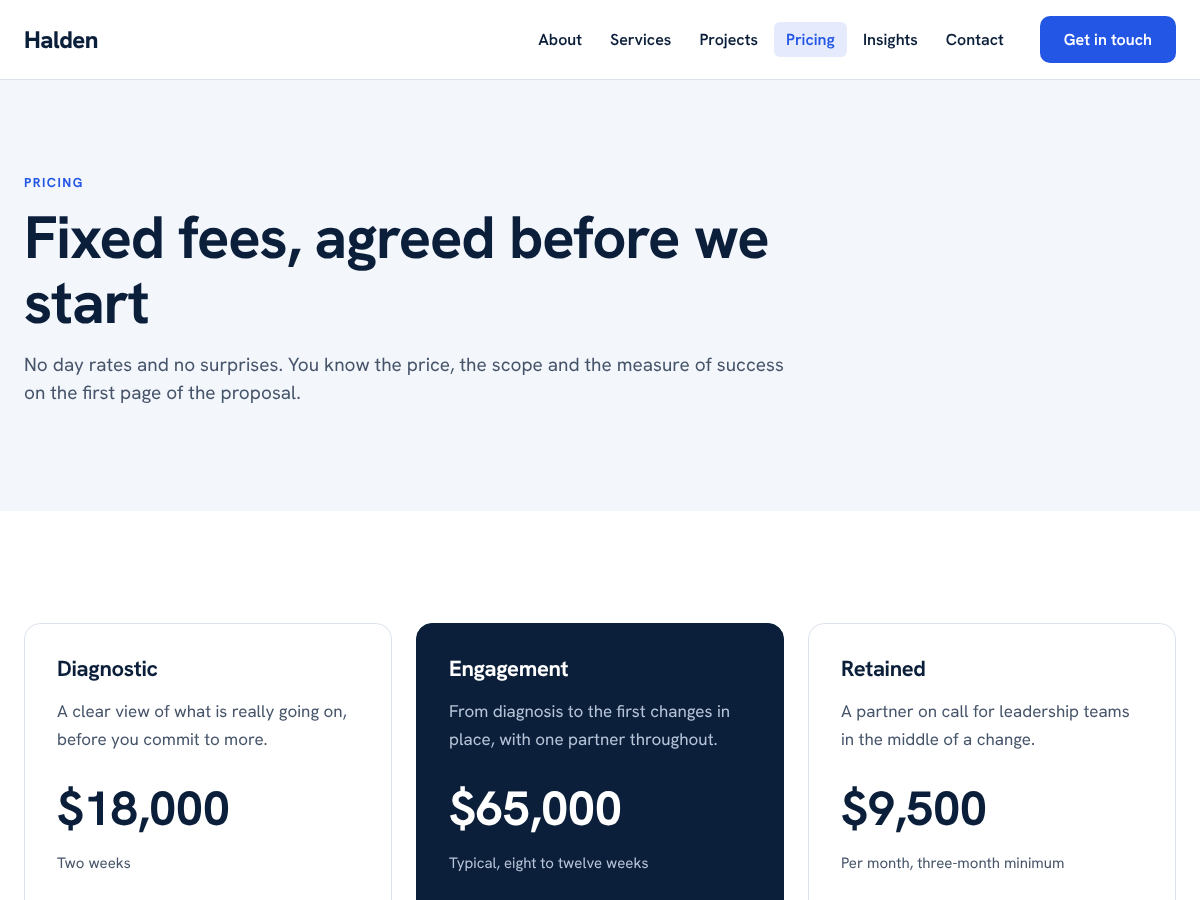 Halden
About
Services
Projects
Pricing
Insights
Contact
Get in touch
PRICING
Fixed fees, agreed before we
start
No day rates and no surprises. You know the price, the scope and the measure of success
on the first page of the proposal.
Diagnostic
A clear view of what is really going on,
before you commit to more.
$18,000
Two weeks
Engagement
From diagnosis to the first changes in
place, with one partner throughout.
$65,000
Typical, eight to twelve weeks
Retained
A partner on call for leadership teams
in the middle of a change.
$9,500
Per month, three-month minimum